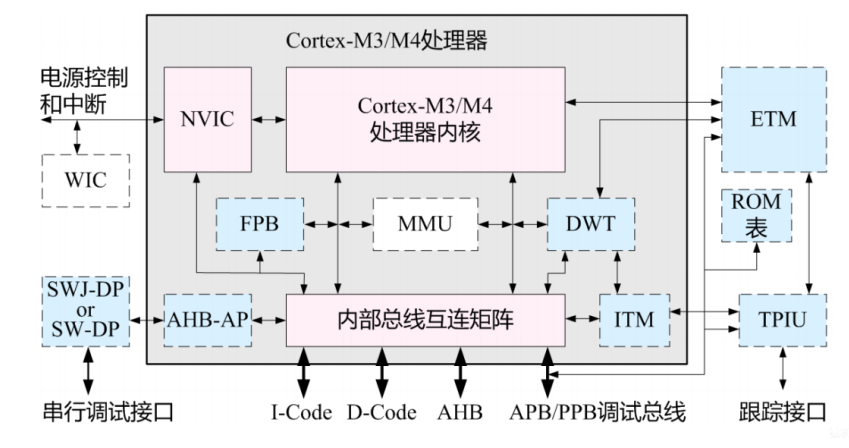 Cortex-M3/M4处理器
电源控制
和中断
NVIC
Cortex-M3/M4
处理器内核
ETM
WIC
FPB
MMU
DWT
ROM
表
SWJ-DP
or
SW-DP
AHB-AP
内部总线互连矩阵
ITM
TPIU
串行调试接口
I-Code
D-Code
AHB
APB/PPB调试总线
跟踪接口